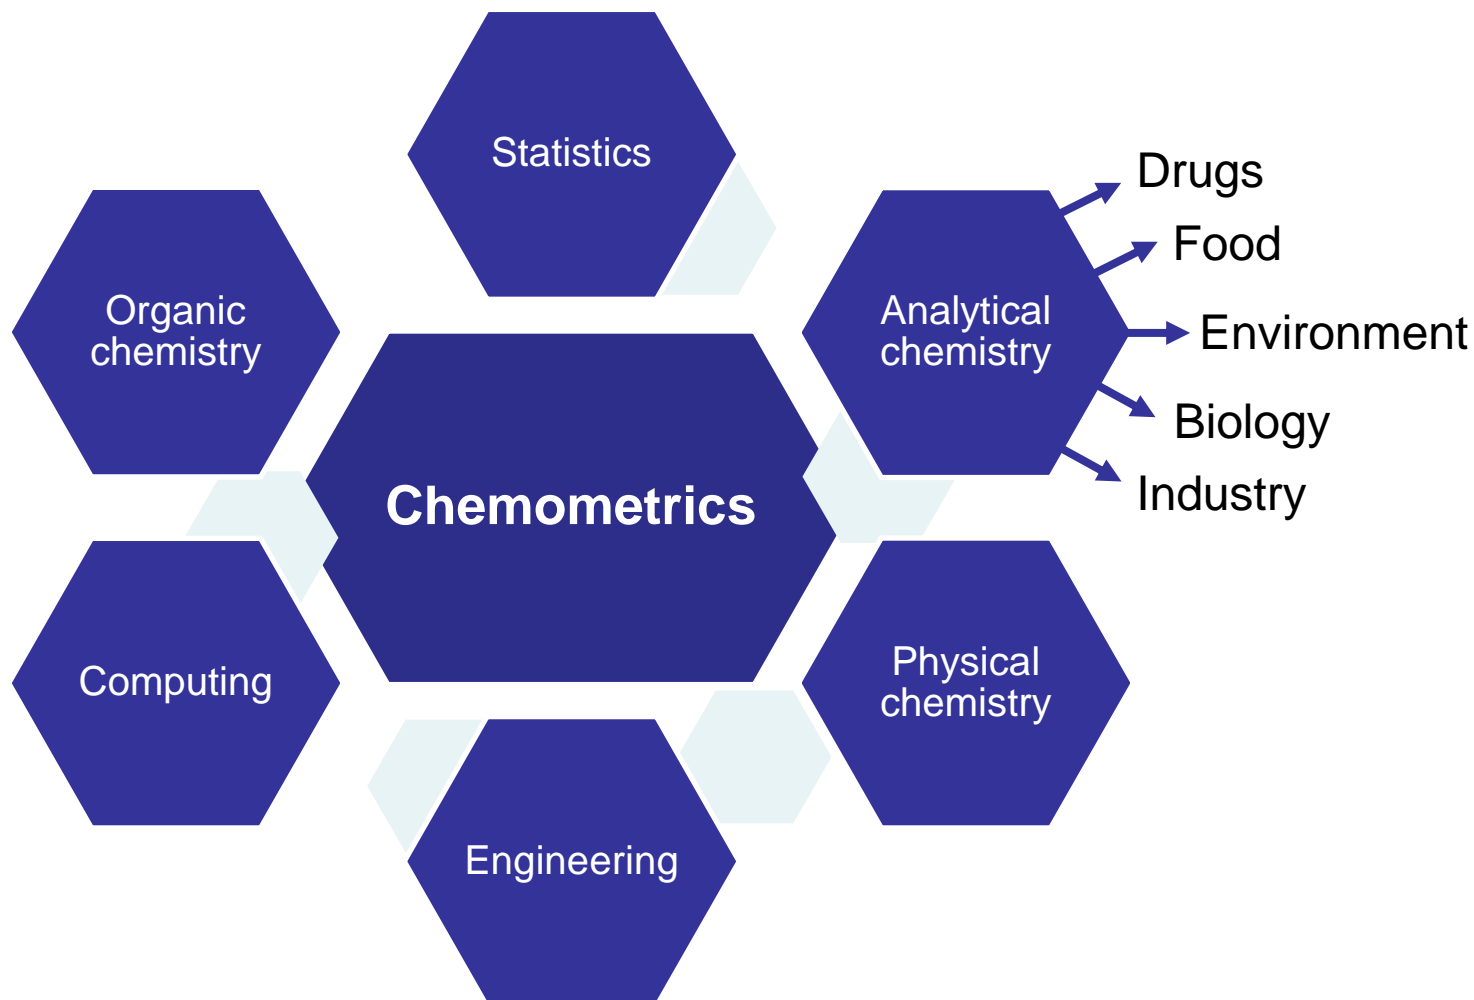 Statistics
Organic
chemistry
Analytical
chemistry
Drugs
Food
Environment
Biology
Industry
Chemometrics
Computing
Physical
chemistry
Engineering